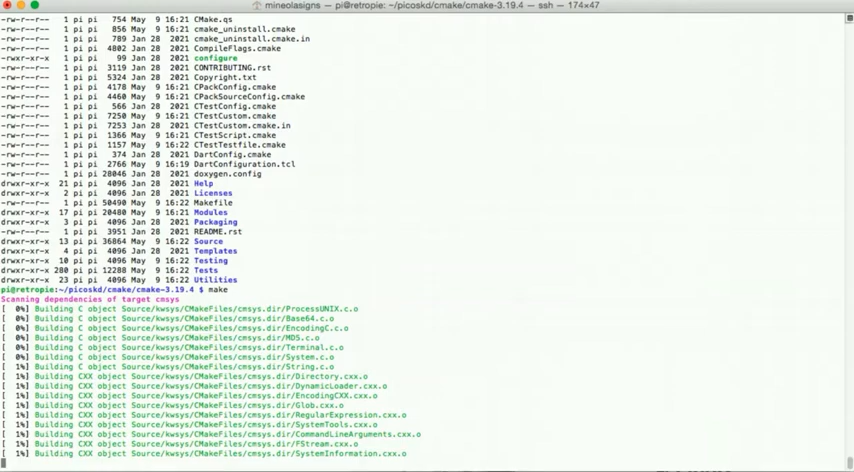 mineolasigns — pi@retropie: ~/picoskd/cmake/cmake-3.19.4 — ssh — 174×47
-rw-r--r-- 1 pi pi 754 May 9 16:21 CMake.qs
-rw-r--r-- 1 pi pi 856 May 9 16:21 cmake_uninstall.cmake
-rw-r--r-- 1 pi pi 789 Jan 28 2021 cmake_uninstall.cmake.in
-rw-r--r-- 1 pi pi 4802 Jan 28 2021 CompileFlags.cmake
-rwxr-xr-x 1 pi pi 99 Jan 28 2021 configure
-rw-r--r-- 1 pi pi 3119 Jan 28 2021 CONTRIBUTING.rst
-rw-r--r-- 1 pi pi 5324 Jan 28 2021 Copyright.txt
-rw-r--r-- 1 pi pi 4178 May 9 16:21 CPackConfig.cmake
-rw-r--r-- 1 pi pi 4460 May 9 16:21 CPackSourceConfig.cmake
-rw-r--r-- 1 pi pi 566 Jan 28 2021 CTestConfig.cmake
-rw-r--r-- 1 pi pi 7250 May 9 16:21 CTestCustom.cmake
-rw-r--r-- 1 pi pi 7253 Jan 28 2021 CTestCustom.cmake.in
-rw-r--r-- 1 pi pi 1366 May 9 16:21 CTestScript.cmake
-rw-r--r-- 1 pi pi 1157 May 9 16:22 CTestTestfile.cmake
-rw-r--r-- 1 pi pi 374 Jan 28 2021 DartConfig.cmake
-rw-r--r-- 1 pi pi 2766 May 9 16:19 DartConfiguration.tcl
-rw-r--r-- 1 pi pi 28046 Jan 28 2021 doxygen.config
drwxr-xr-x 21 pi pi 4096 Jan 28 2021 Help
drwxr-xr-x 2 pi pi 4096 Jan 28 2021 Licenses
-rw-r--r-- 1 pi pi 50490 May 9 16:22 Makefile
drwxr-xr-x 17 pi pi 20480 May 9 16:21 Modules
drwxr-xr-x 3 pi pi 4096 May 9 16:22 Packaging
-rw-r--r-- 1 pi pi 3951 Jan 28 2021 README.rst
drwxr-xr-x 13 pi pi 36864 May 9 16:22 Source
drwxr-xr-x 4 pi pi 4096 Jan 28 2021 Templates
drwxr-xr-x 10 pi pi 4096 May 9 16:22 Testing
drwxr-xr-x 280 pi pi 12288 May 9 16:22 Tests
drwxr-xr-x 23 pi pi 4096 May 9 16:22 Utilities
pi@retropie:~/picoskd/cmake/cmake-3.19.4 $ make
Scanning dependencies of target cmsys
[ 0%] Building C object Source/kwsys/CMakeFiles/cmsys.dir/ProcessUNIX.c.o
[ 0%] Building C object Source/kwsys/CMakeFiles/cmsys.dir/Base64.c.o
[ 0%] Building C object Source/kwsys/CMakeFiles/cmsys.dir/EncodingC.c.o
[ 0%] Building C object Source/kwsys/CMakeFiles/cmsys.dir/MD5.c.o
[ 0%] Building C object Source/kwsys/CMakeFiles/cmsys.dir/Terminal.c.o
[ 0%] Building C object Source/kwsys/CMakeFiles/cmsys.dir/System.c.o
[ 1%] Building C object Source/kwsys/CMakeFiles/cmsys.dir/String.c.o
[ 1%] Building CXX object Source/kwsys/CMakeFiles/cmsys.dir/Directory.cxx.o
[ 1%] Building CXX object Source/kwsys/CMakeFiles/cmsys.dir/DynamicLoader.cxx.o
[ 1%] Building CXX object Source/kwsys/CMakeFiles/cmsys.dir/EncodingCXX.cxx.o
[ 1%] Building CXX object Source/kwsys/CMakeFiles/cmsys.dir/Glob.cxx.o
[ 1%] Building CXX object Source/kwsys/CMakeFiles/cmsys.dir/RegularExpression.cxx.o
[ 1%] Building CXX object Source/kwsys/CMakeFiles/cmsys.dir/SystemTools.cxx.o
[ 1%] Building CXX object Source/kwsys/CMakeFiles/cmsys.dir/CommandLineArguments.cxx.o
[ 1%] Building CXX object Source/kwsys/CMakeFiles/cmsys.dir/FStream.cxx.o
[ 1%] Building CXX object Source/kwsys/CMakeFiles/cmsys.dir/SystemInformation.cxx.o